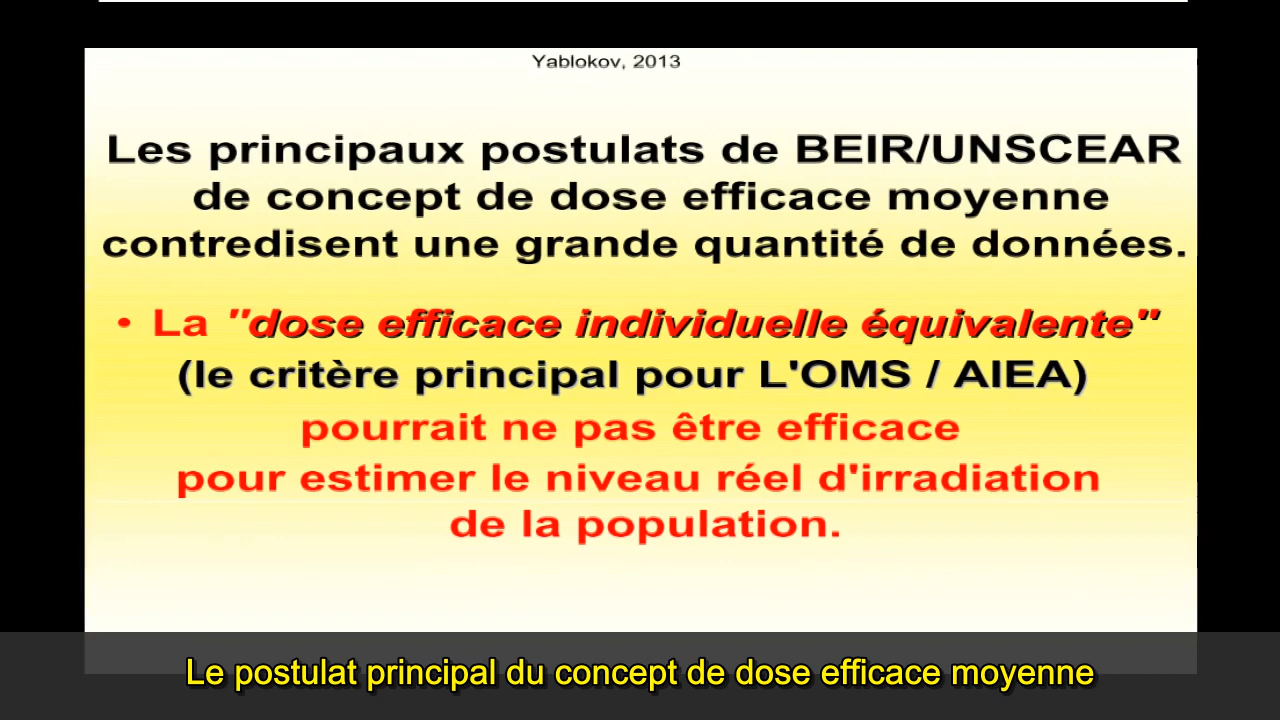 Yablokov, 2013
Les principaux postulats de BEIR/UNSCEAR
de concept de dose efficace moyenne
contredisent une grande quantité de données.
• La "dose efficace individuelle équivalente"
(le critère principal pour L'OMS / AIEA)
pourrait ne pas être efficace
pour estimer le niveau réel d'irradiation
de la population.
Le postulat principal du concept de dose efficace moyenne